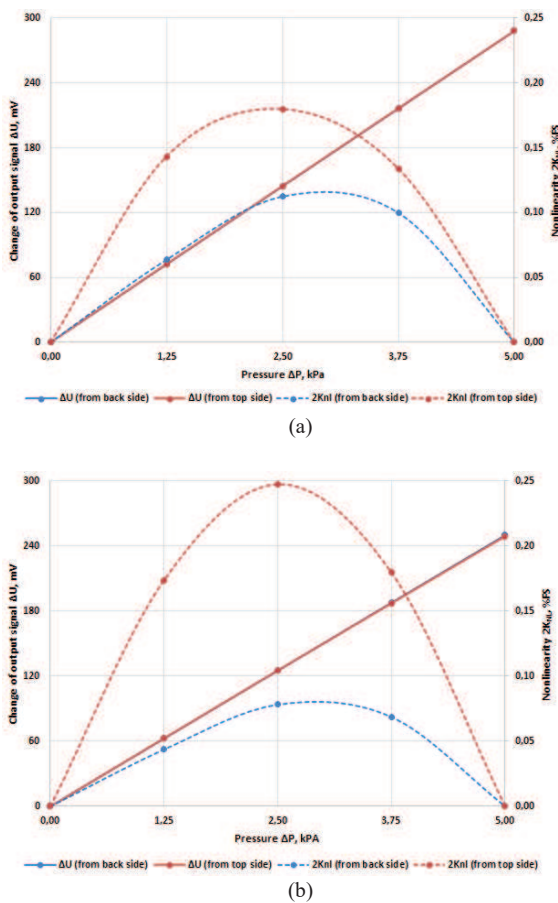 Change of output signal ΔU, mV
300
240
180
120
60
0
0,25
0,20
0,15
0,10
0,05
0,00
Nonlinearity 2KNL, %FS
0,00 1,25 2,50 3,75 5,00
Pressure ΔP, kPa
ΔU (from back side) ΔU (from top side) 2Knl (from back side) 2Knl (from top side)
(a)
Change of output signal ΔU, mV
300
240
180
120
60
0
0,25
0,20
0,15
0,10
0,05
0,00
Nonlinearity 2KNL, %FS
0,00 1,25 2,50 3,75 5,00
Pressure ΔP, kPA
ΔU (from back side) ΔU (from top side) 2Knl (from back side) 2Knl (from top side)
(b)